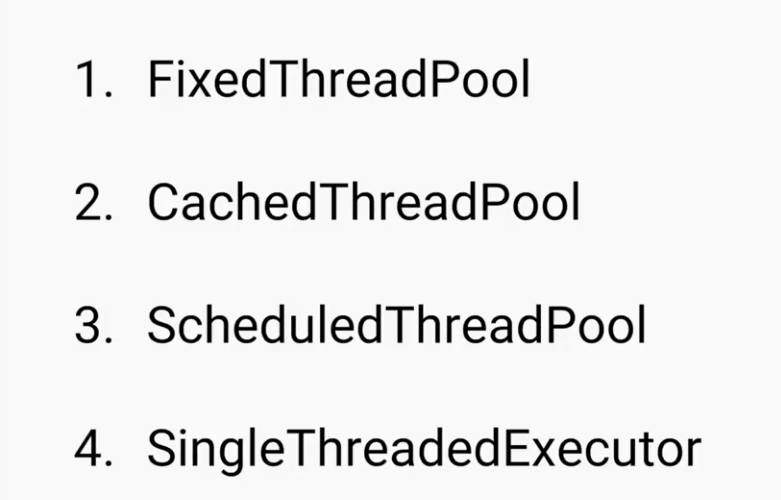 1. FixedThreadPool
2. CachedThreadPool
3. ScheduledThreadPool
4. SingleThreadedExecutor